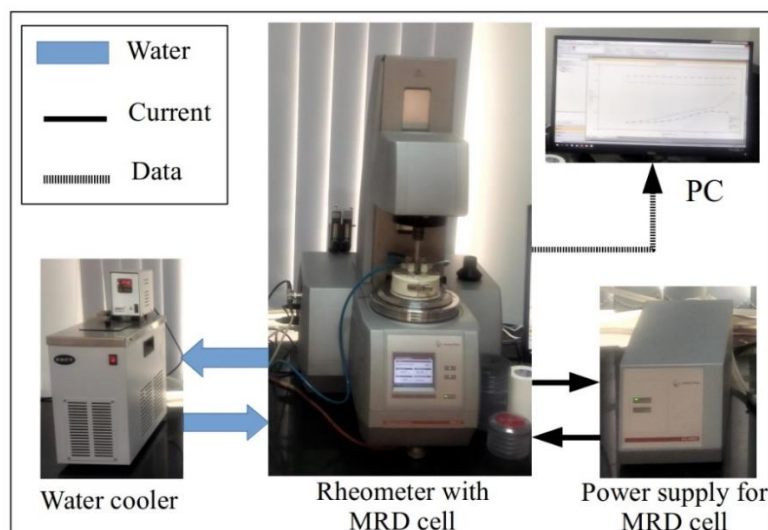 Water
Current
Data
PC
Water cooler
Rheometer with
MRD cell
Power supply for
MRD cell